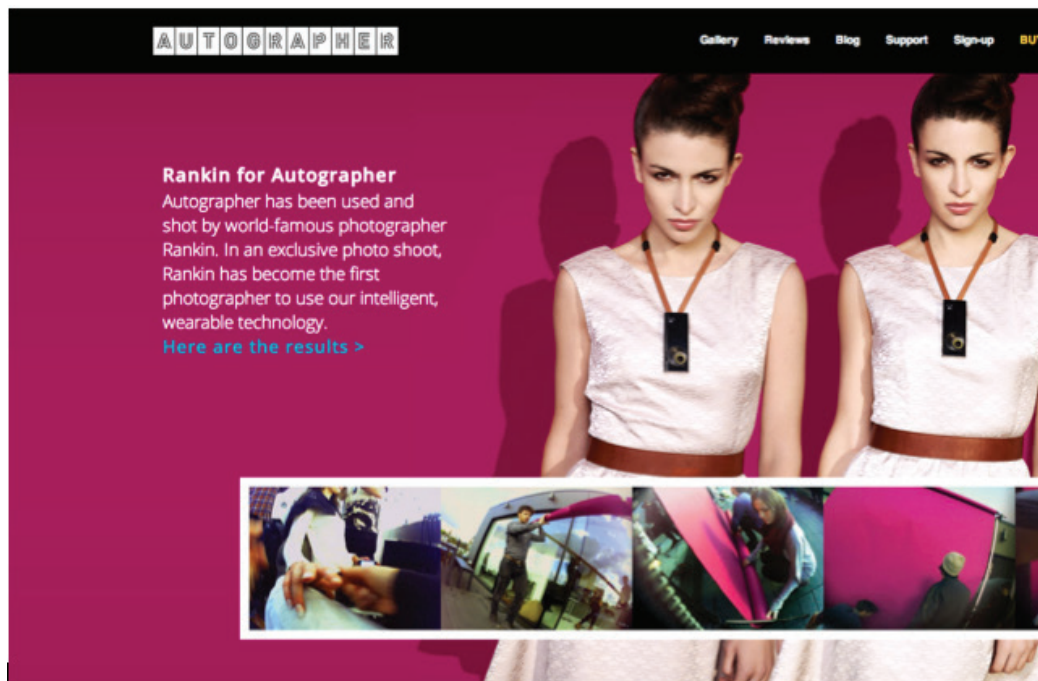 AUTOGRAPHER
Gallery Reviews Blog Support Sign-up BUY
Rankin for Autographer
Autographer has been used and
shot by world-famous photographer
Rankin. In an exclusive photo shoot,
Rankin has become the first
photographer to use our intelligent,
wearable technology.
Here are the results >